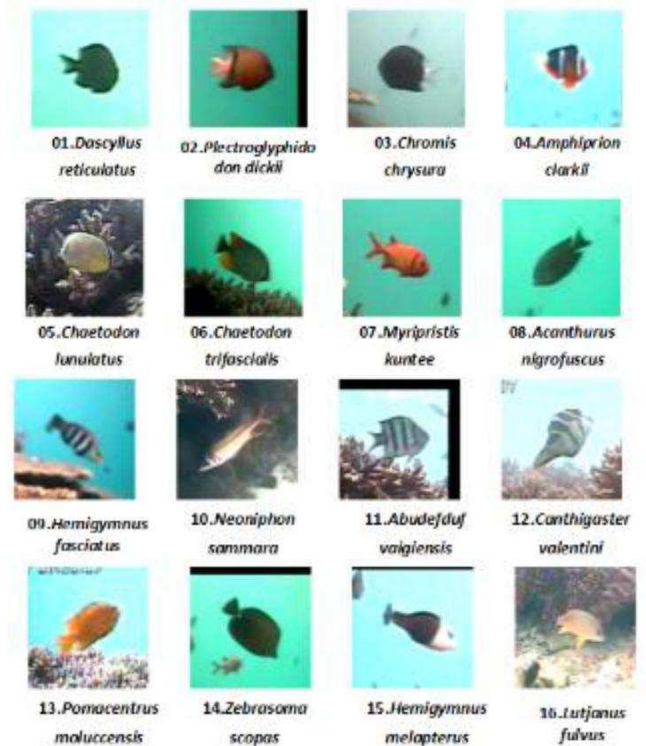 01.Dascyllus
reticulatus
02.Plectroglyphido
don dickii
03.Chromis
chrysura
04.Amphiprion
clarkii
05.Chaetodon
lunulatus
06.Chaetodon
trifascialis
07.Myripristis
kuntee
08.Acanthurus
nigrofuscus
09.Hemigymnus
fasciatus
10.Neoniphon
sammara
11.Abudefduf
vaigiensis
12.Canthigaster
valentini
13.Pomacentrus
moluccensis
14.Zebrasoma
scopas
15.Hemigymnus
melapterus
16.Lutjanus
fulvus